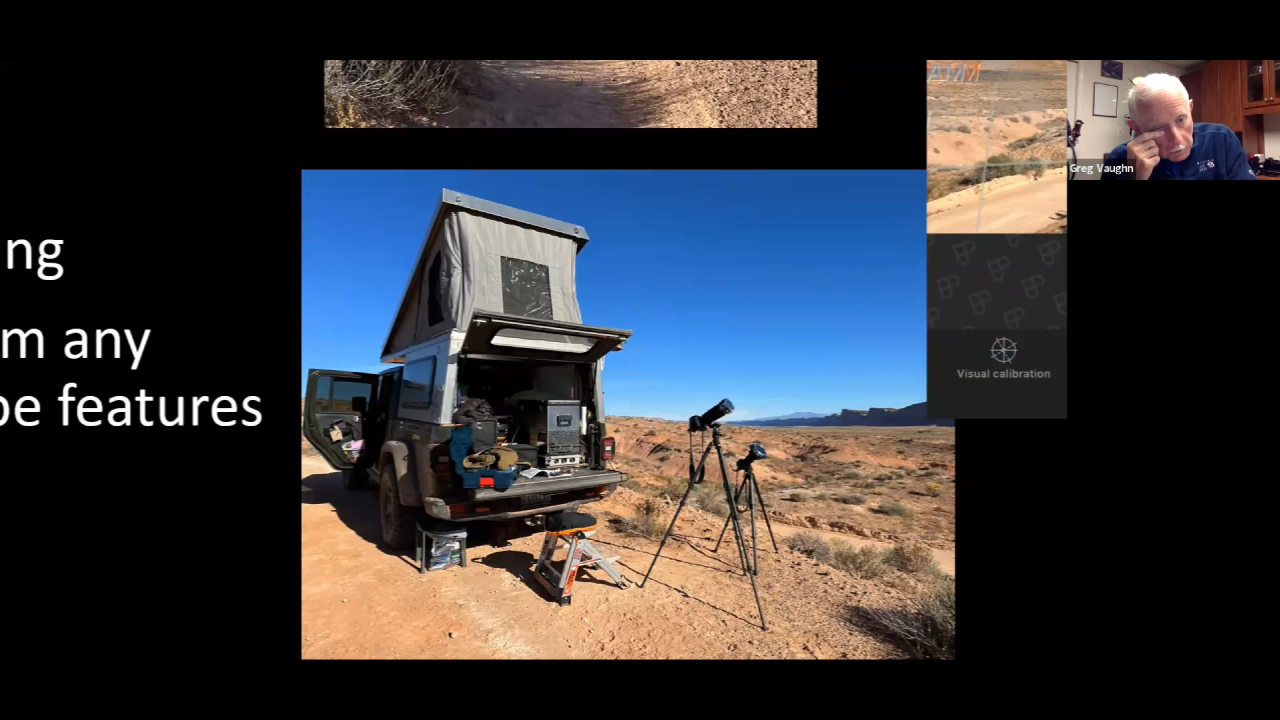 ng
m any
pe features
Visual calibration
Greg Vaughn